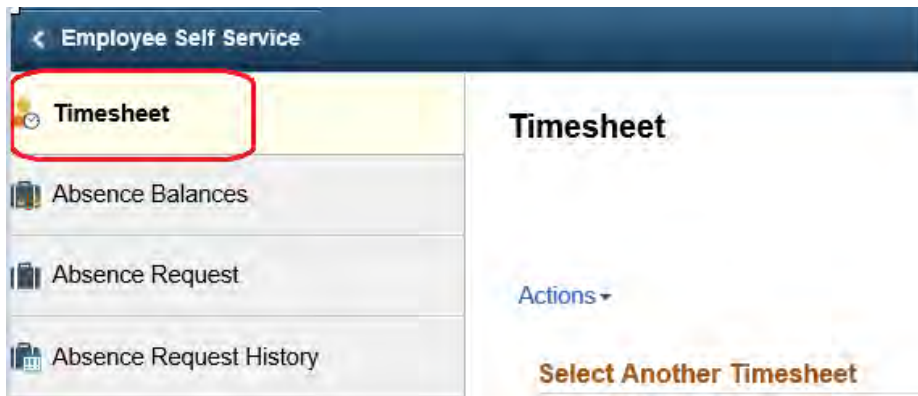 Employee Self Service
Timesheet
Absence Balances
Absence Request
Absence Request History
Timesheet
Actions
Select Another Timesheet